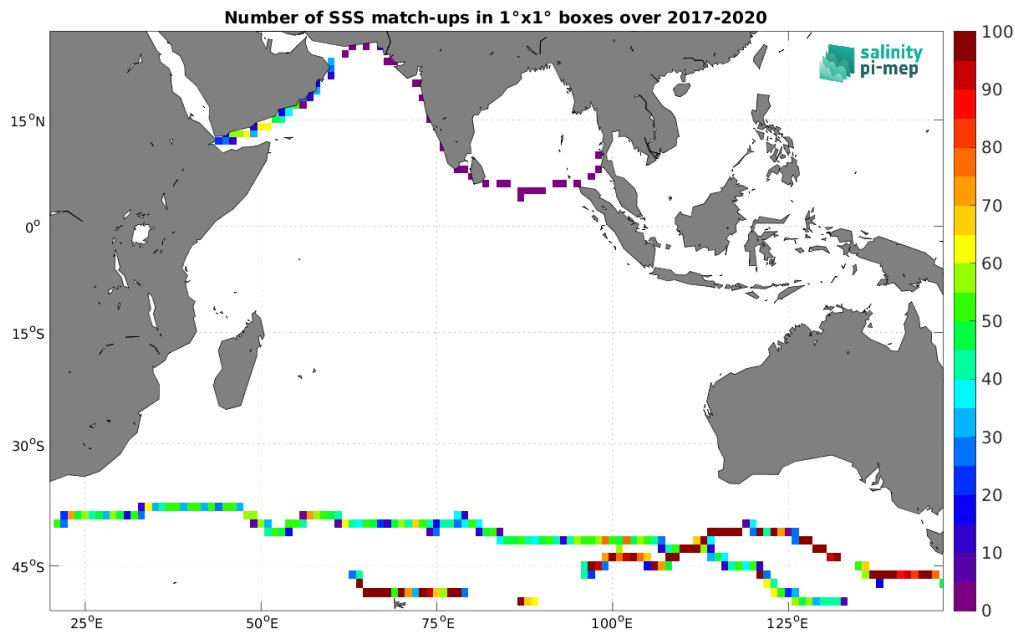 Number of SSS match-ups in 1°x1° boxes over 2017-2020
salinity
pi-mep
100
90
80
70
60
50
40
30
20
10
0
15°N
0°
15°S
30°S
45°S
25°E
50°E
75°E
100°E
125°E